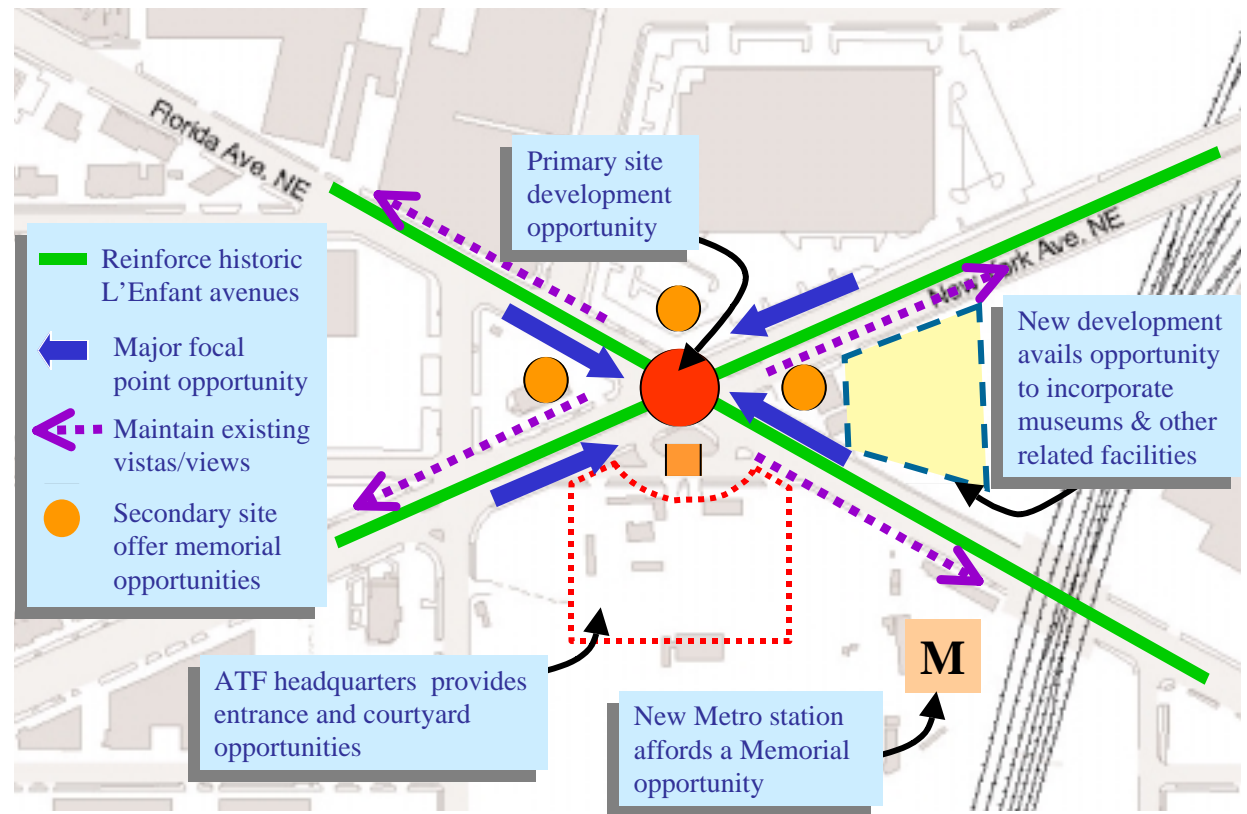 Florida Ave. NE
Primary site
development
opportunity
New York Ave. NE
Reinforce historic
L'Enfant avenues
Major focal
point opportunity
Maintain existing
vistas/views
Secondary site
offer memorial
opportunities
New development
avails opportunity
to incorporate
museums & other
related facilities
ATF headquarters provides
entrance and courtyard
opportunities
M
New Metro station
affords a Memorial
opportunity